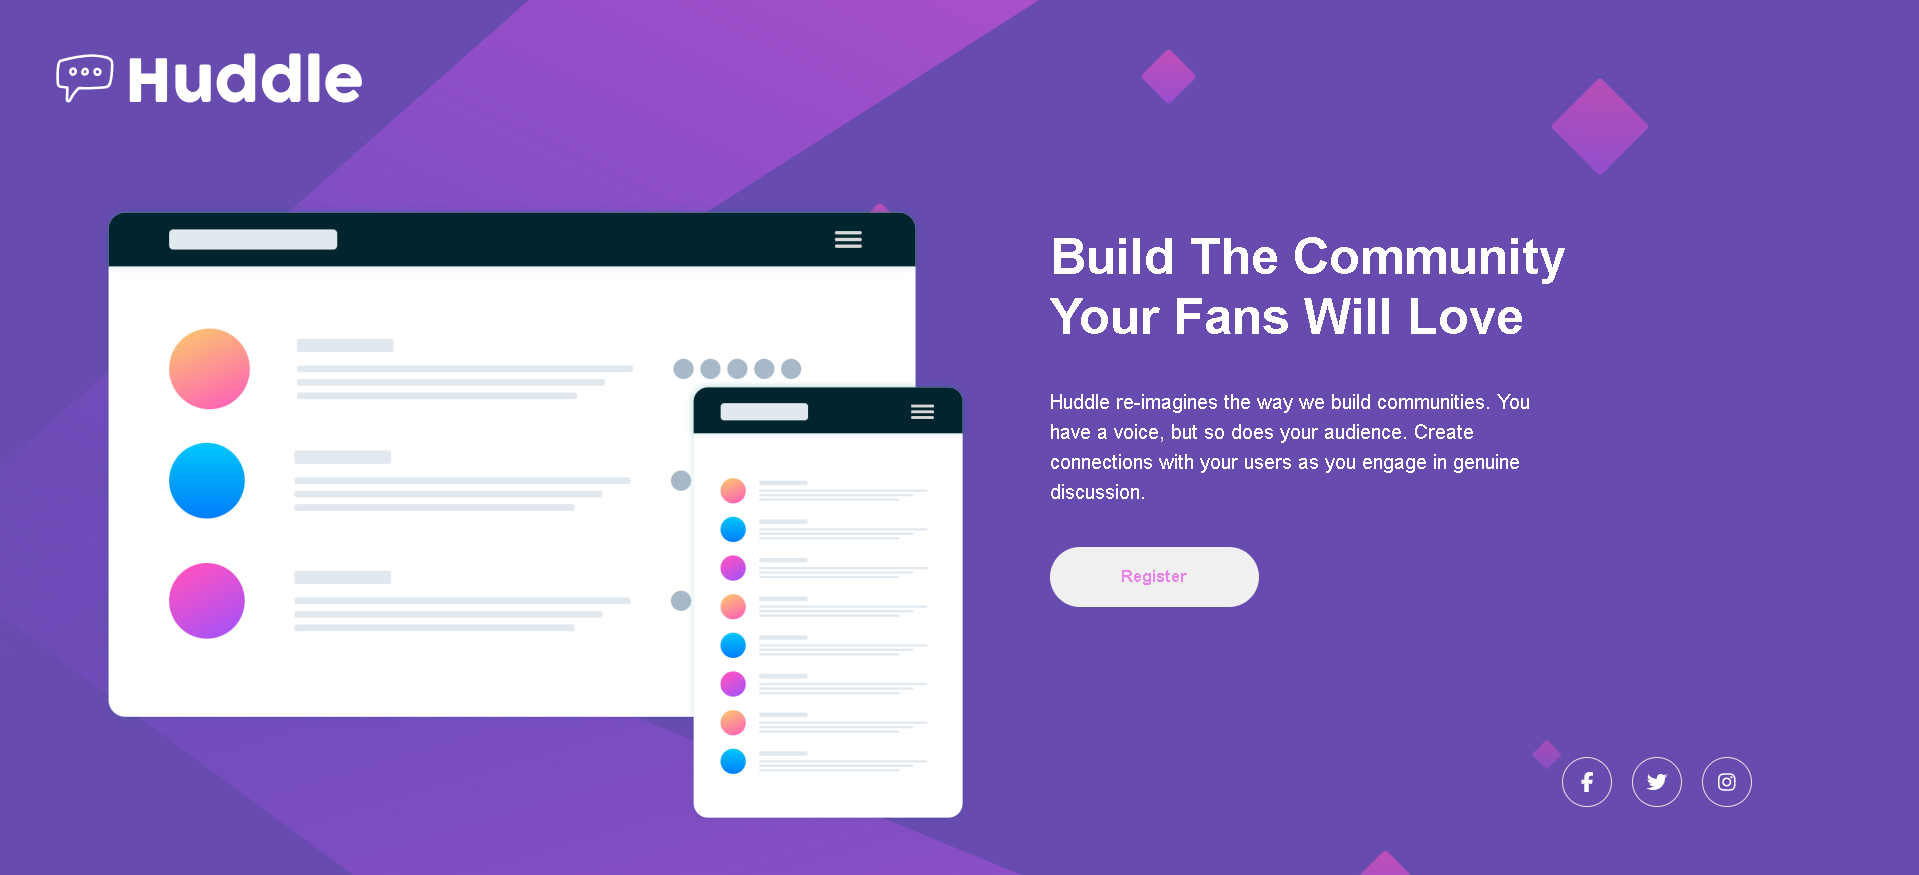 Huddle
Build The Community
Your Fans Will Love
Huddle re-imagines the way we build communities. You
have a voice, but so does your audience. Create
connections with your users as you engage in genuine
discussion.
Register